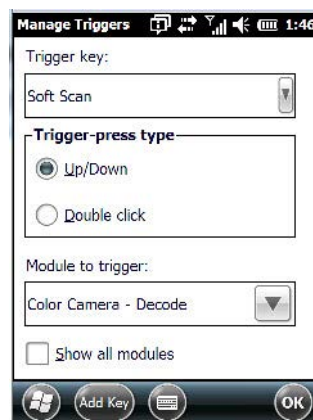 Manage Triggers 1:46
Trigger key:
Soft Scan
Trigger-press type
Up/Down
Double click
Module to trigger:
Color Camera - Decode
Show all modules
Add Key OK